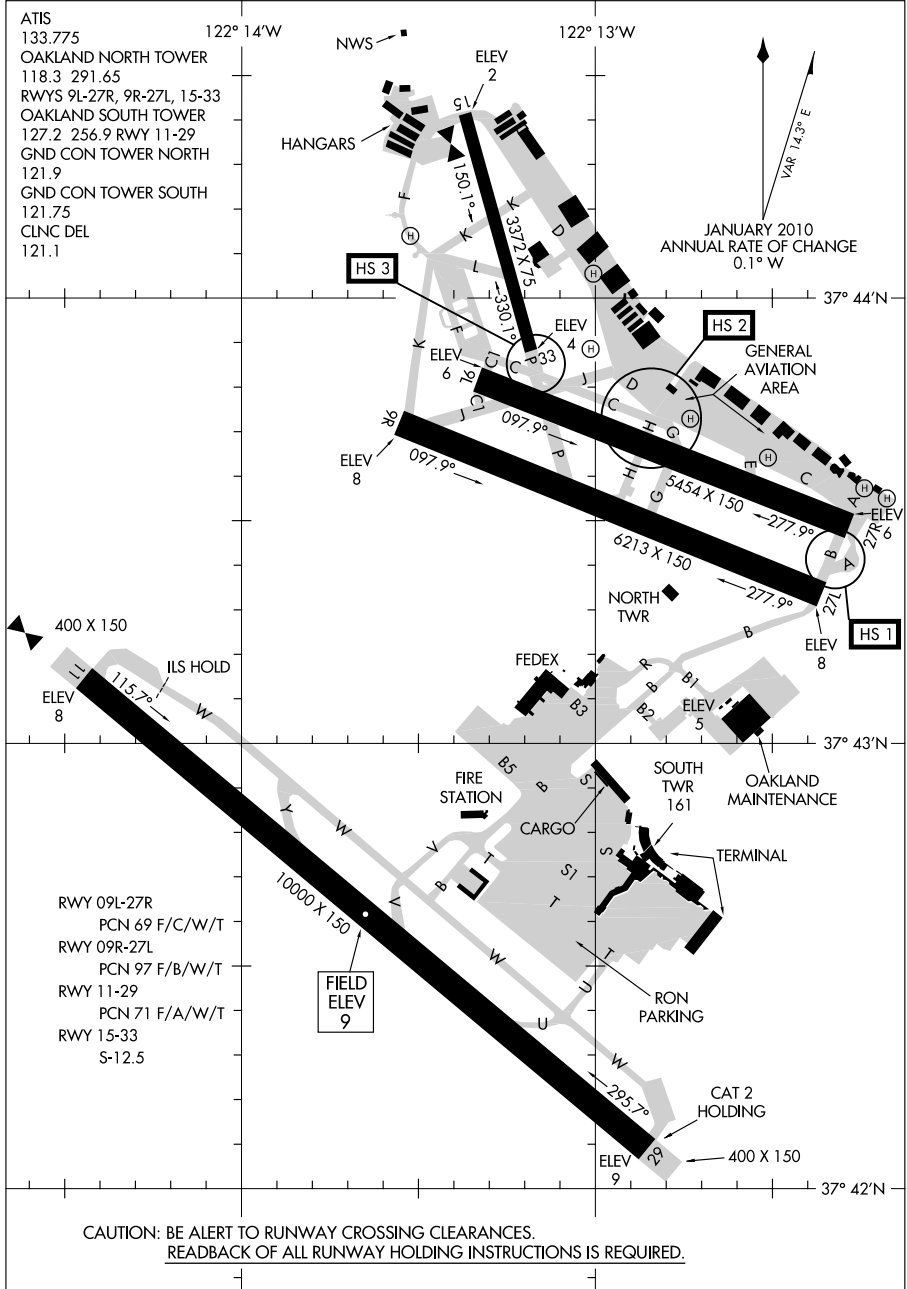 ATIS
133.775
OAKLAND NORTH TOWER
118.3 291.65
RWYS 9L-27R, 9R-27L, 15-33
OAKLAND SOUTH TOWER
127.2 256.9 RWY 11-29
GND CON TOWER NORTH
121.9
GND CON TOWER SOUTH
121.75
CLNC DEL
121.1
122° 14'W
122° 13'W
NWS
ELEV
2
15
HANGARS
VAR 14.3° E
JANUARY 2010
ANNUAL RATE OF CHANGE
0.1° W
F
150.1°
K
K
D
3372 X 75
H
L
HS 3
H
330.1°
37° 44'N
F
K
ELEV
4
33
P
H
HS 2
GENERAL
AVIATION
AREA
ELEV
6
C1
C
9L
J
D
C
C1
J
9R
H
G
H
097.9°
E
H
C
P
H
G
5454 X 150
H
H
A
ELEV
6
27R
ELEV
8
097.9°
277.9°
6213 X 150
B
A
277.9°
27L
HS 1
NORTH
TWR
ELEV
8
B
400 X 150
ILS HOLD
FEDEX
R
B
B1
11
ELEV
8
115.7°
W
B3
B2
ELEV
5
37° 43'N
B5
B
S
SOUTH
TWR
161
OAKLAND
MAINTENANCE
FIRE
STATION
CARGO
Y
W
V
T
B
S
S1
TERMINAL
T
10000 X 150
V
RWY 09L-27R
PCN 69 F/C/W/T
RWY 09R-27L
PCN 97 F/B/W/T
RWY 11-29
PCN 71 F/A/W/T
RWY 15-33
S-12.5
W
T
FIELD
ELEV
9
U
RON
PARKING
U
W
295.7°
CAT 2
HOLDING
29
ELEV
9
400 X 150
37° 42'N
CAUTION: BE ALERT TO RUNWAY CROSSING CLEARANCES.
READBACK OF ALL RUNWAY HOLDING INSTRUCTIONS IS REQUIRED.